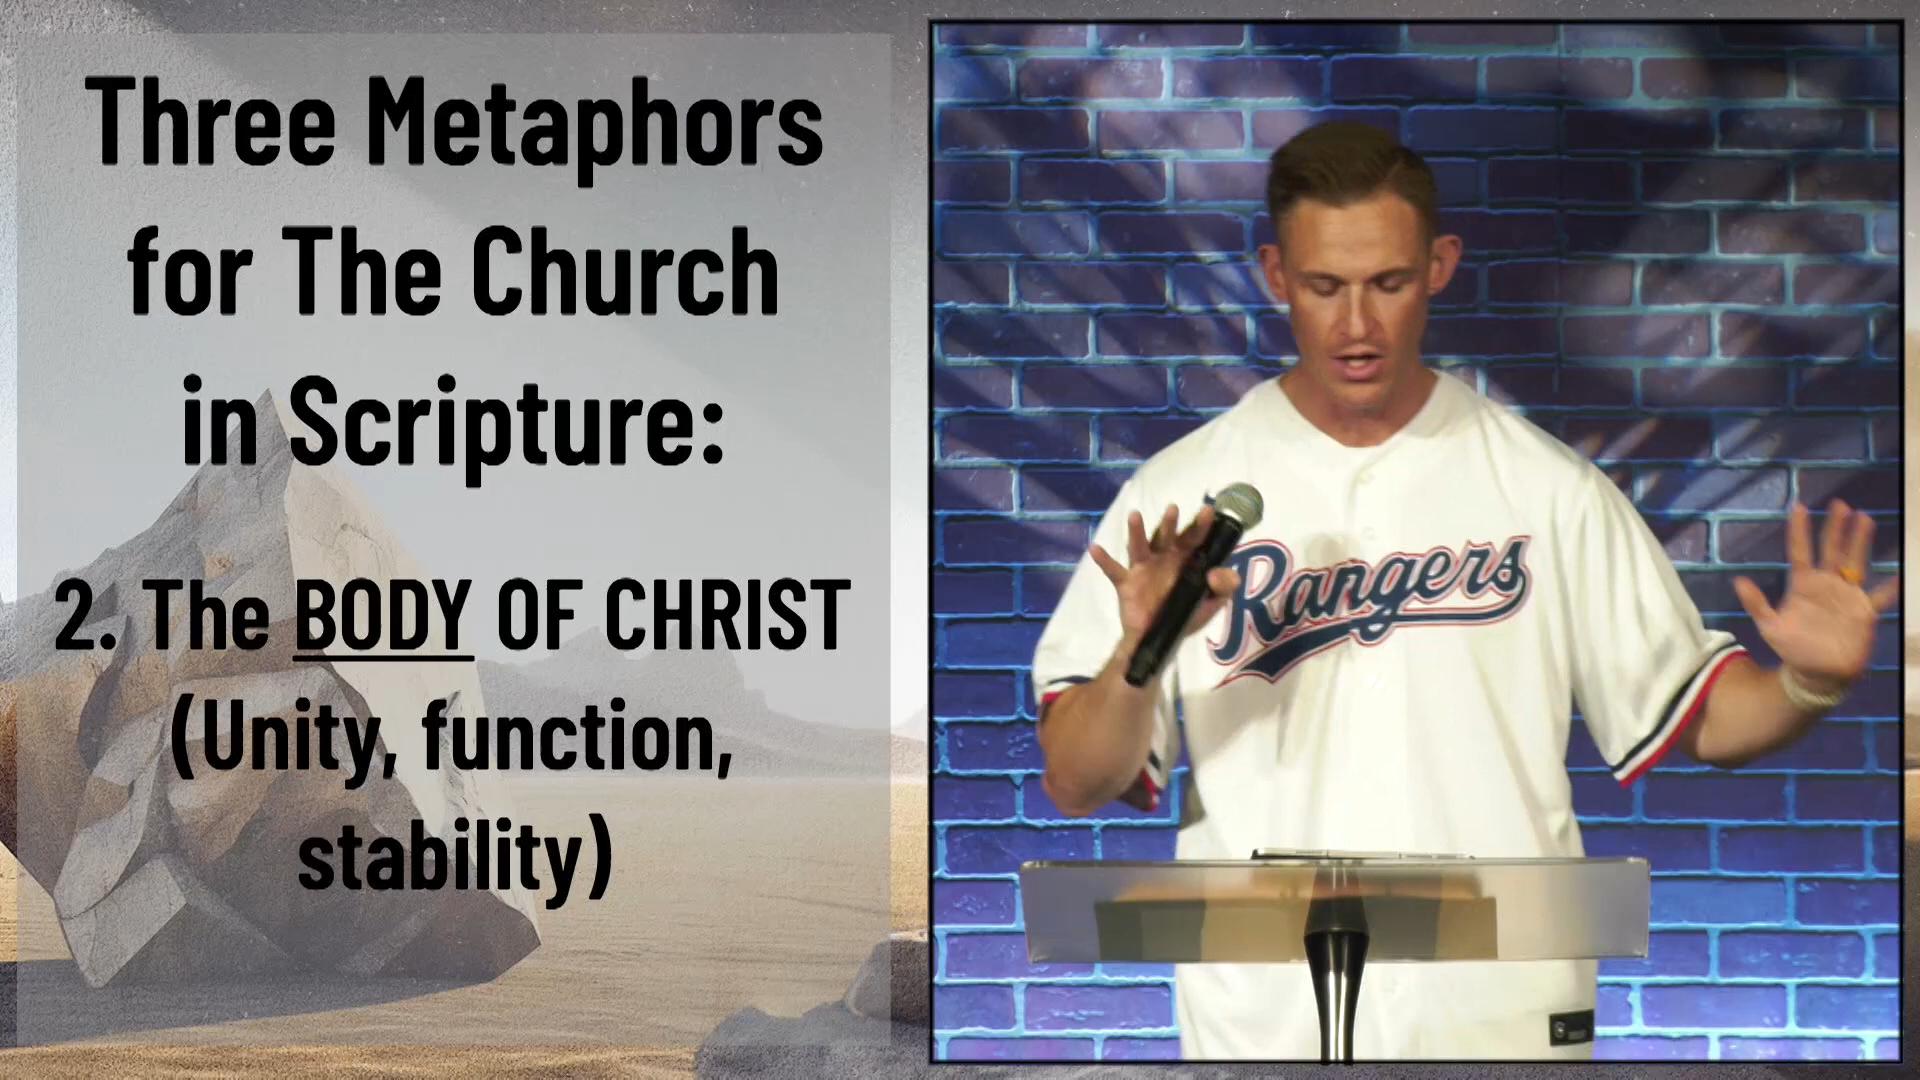 Three Metaphors
for The Church
in Scripture:
2. The BODY OF CHRIST
(Unity, function,
stability)
Rangers